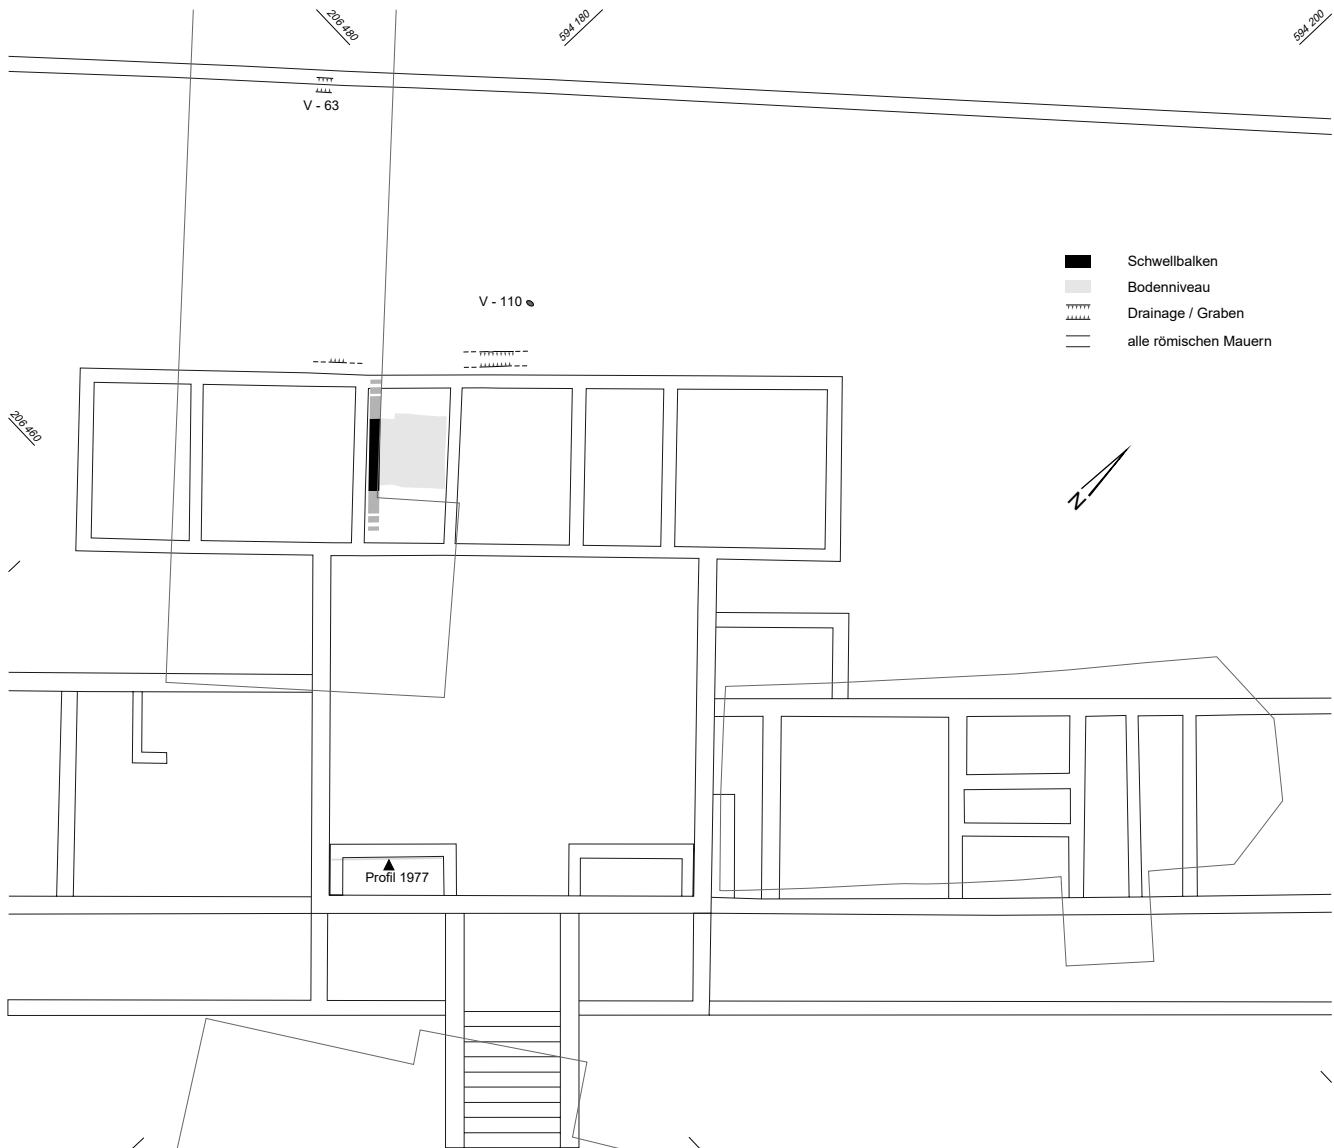 206 480
594 180
594 200
V - 63
Schwellbalken
Bodenniveau
V - 110
Drainage / Graben
alle römischen Mauern
206 460
N
Profil 1977